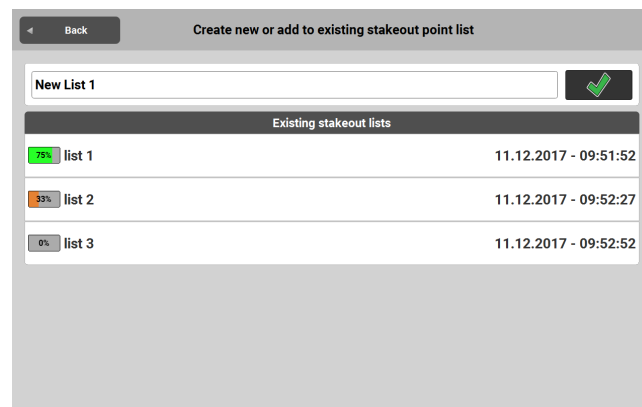 Back
Create new or add to existing stakeout point list
New List 1
Existing stakeout lists
75% list 1 11.12.2017 - 09:51:52
33% list 2 11.12.2017 - 09:52:27
0% list 3 11.12.2017 - 09:52:52